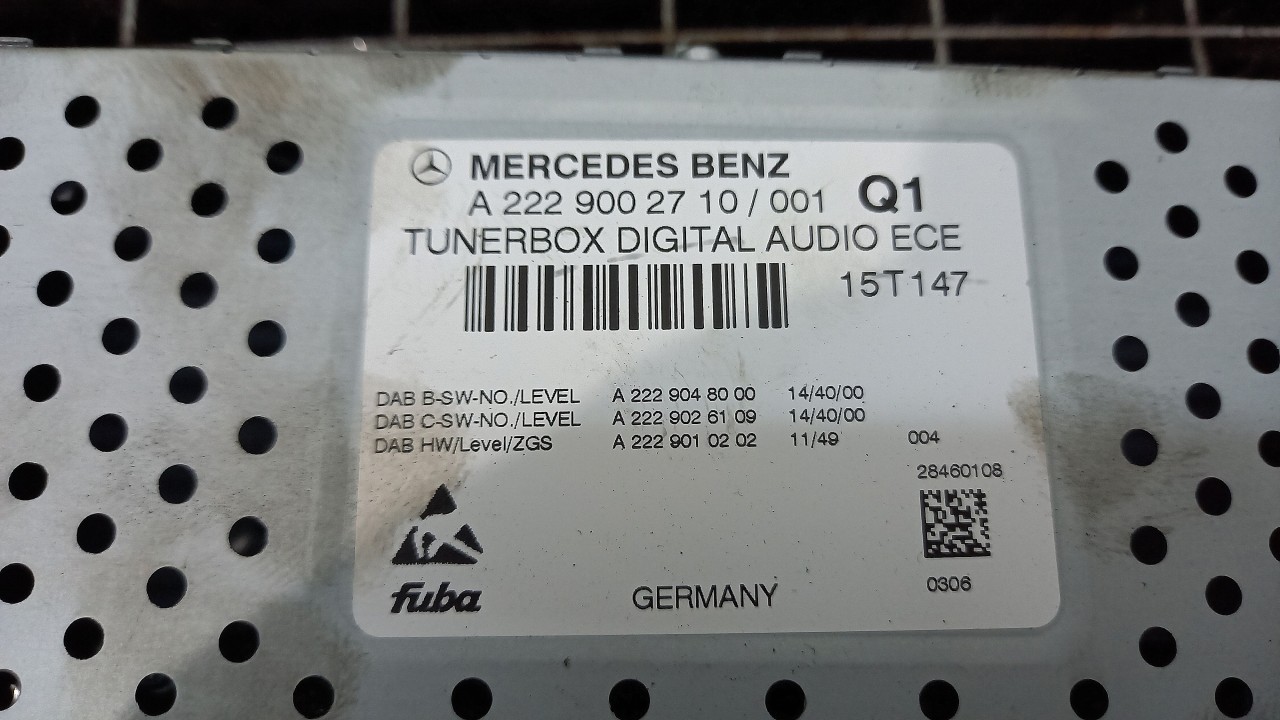 MERCEDES BENZ
A 222 900 27 10 / 001 Q1
TUNERBOX DIGITAL AUDIO ECE
15T147
DAB B-SW-NO./LEVEL A 222 904 80 00 14/40/00
DAB C-SW-NO./LEVEL A 222 902 61 09 14/40/00
DAB HW/Level/ZGS A 222 901 02 02 11/49 004
28460108
fuba GERMANY 0306